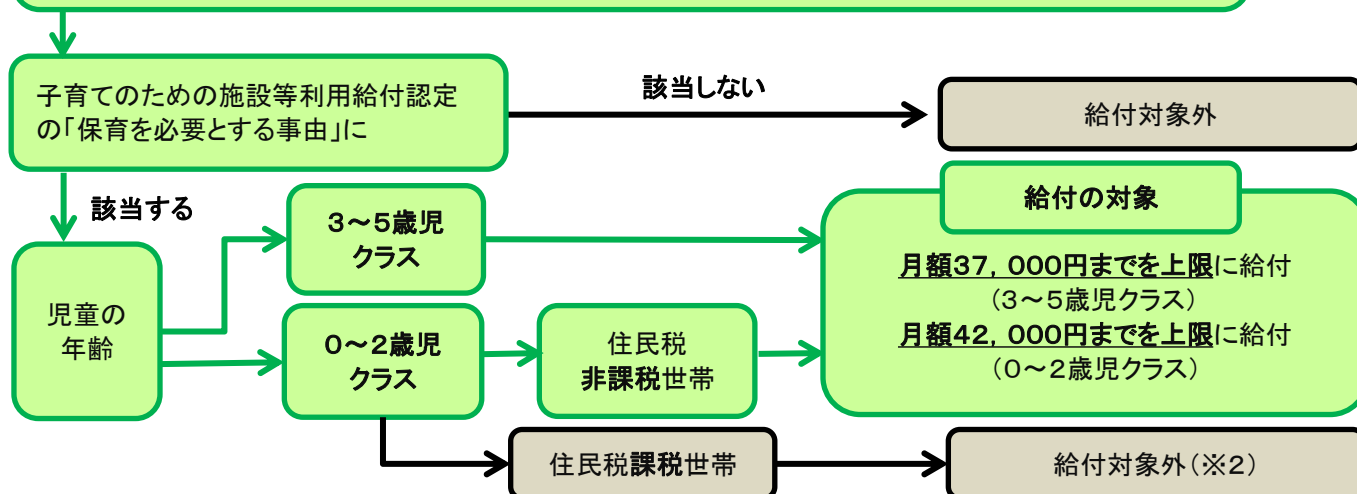 子育てのための施設等利用給付認定
の「保育を必要とする事由」に
該当しない
給付対象外
該当する
児童の
年齢
3～5歳児
クラス
0～2歳児
クラス
住民税
非課税世帯
給付の対象
月額37，000円までを上限に給付
（3～5歳児クラス）
月額42，000円までを上限に給付
（0～2歳児クラス）
住民税課税世帯
給付対象外（※2）